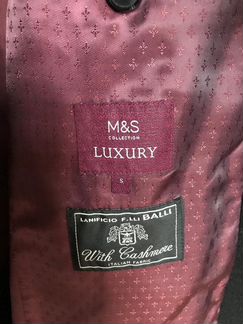 M&S
COLLECTION
LUXURY
S
LANIFICIO F.LLI BALLI
With Cashmere
ITALIAN FABRIC